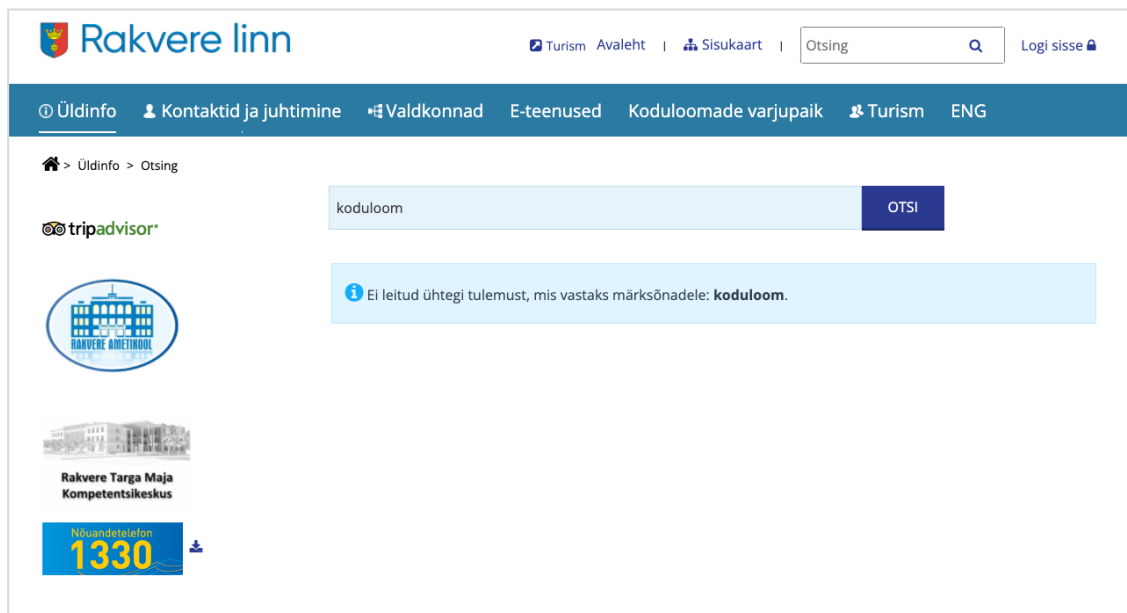 Rakvere linn
Turism Avaleht | Sisukaart | Otsing Logi sisse
Üldinfo Kontaktid ja juhtimine Valdkonnad E-teenused Koduloomade varjupaik Turism ENG
> Üldinfo > Otsing
koduloom OTSI
tripadvisor
Ei leitud ühtegi tulemust, mis vastaks märksõnadele: koduloom.
RAKVERE AMETIKOOL
Rakvere Targa Maja
Kompetentsikeskus
Nõuandetelefon
1330